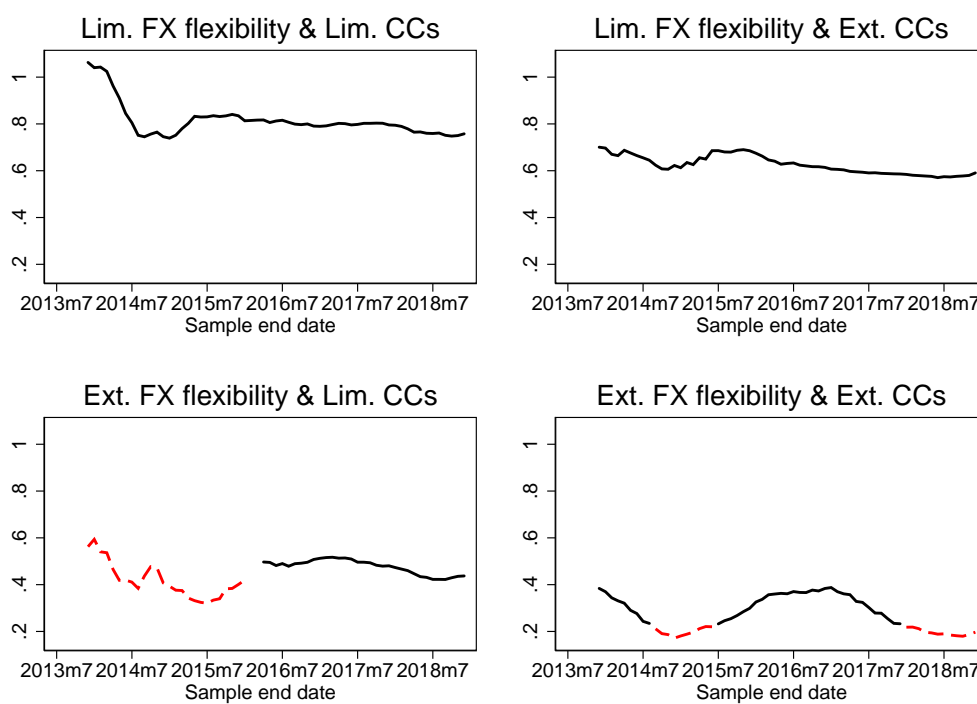 Lim. FX flexibility & Lim. CCs
1
.8
.6
.4
.2
2013m7 2014m7 2015m7 2016m7 2017m7 2018m7
Sample end date
Lim. FX flexibility & Ext. CCs
1
.8
.6
.4
.2
2013m7 2014m7 2015m7 2016m7 2017m7 2018m7
Sample end date
Ext. FX flexibility & Lim. CCs
1
.8
.6
.4
.2
2013m7 2014m7 2015m7 2016m7 2017m7 2018m7
Sample end date
Ext. FX flexibility & Ext. CCs
1
.8
.6
.4
.2
2013m7 2014m7 2015m7 2016m7 2017m7 2018m7
Sample end date